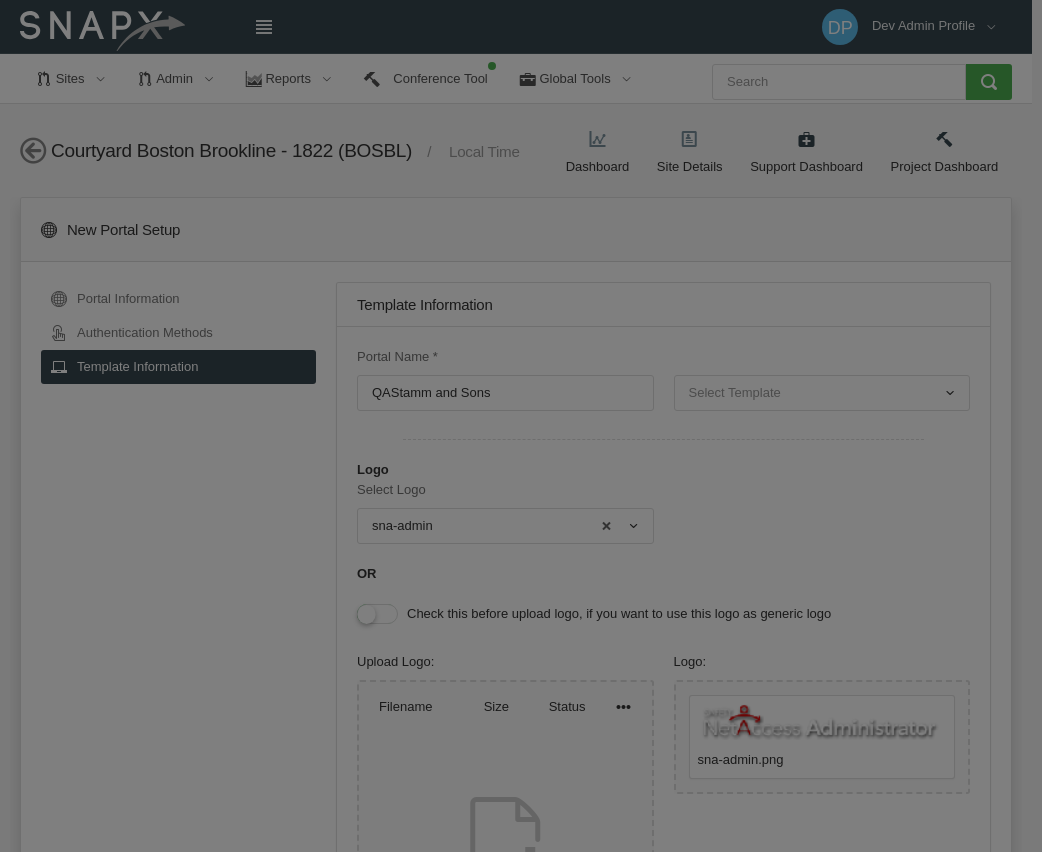 SNAPX
DP
Dev Admin Profile
Sites
Admin
Reports
Conference Tool
Global Tools
Search
Courtyard Boston Brookline - 1822 (BOSBL)
/
Local Time
Dashboard
Site Details
Support Dashboard
Project Dashboard
New Portal Setup
Portal Information
Authentication Methods
Template Information
Template Information
Portal Name *
QAStamm and Sons
Select Template
Logo
Select Logo
sna-admin
OR
Check this before upload logo, if you want to use this logo as generic logo
Upload Logo:
Logo:
Filename
Size
Status
•••
NetAccess Administrator
sna-admin.png